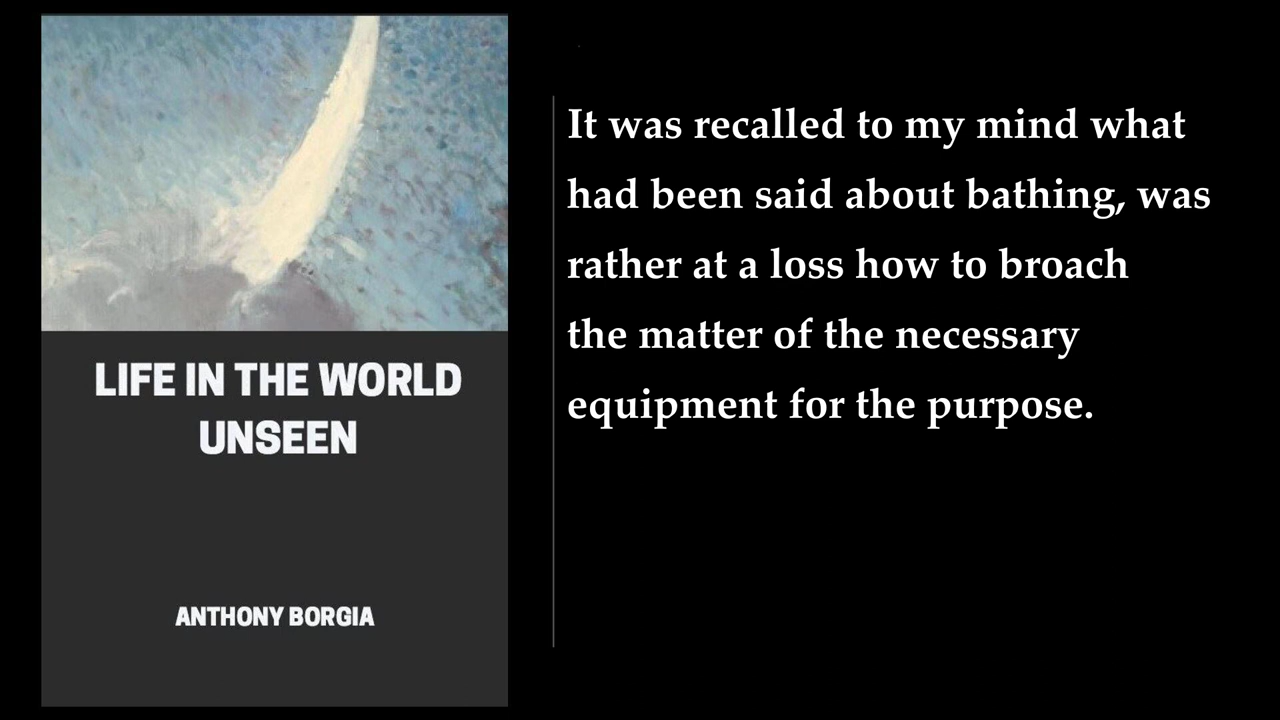 LIFE IN THE WORLD
UNSEEN
ANTHONY BORGIA
It was recalled to my mind what
had been said about bathing, was
rather at a loss how to broach
the matter of the necessary
equipment for the purpose.